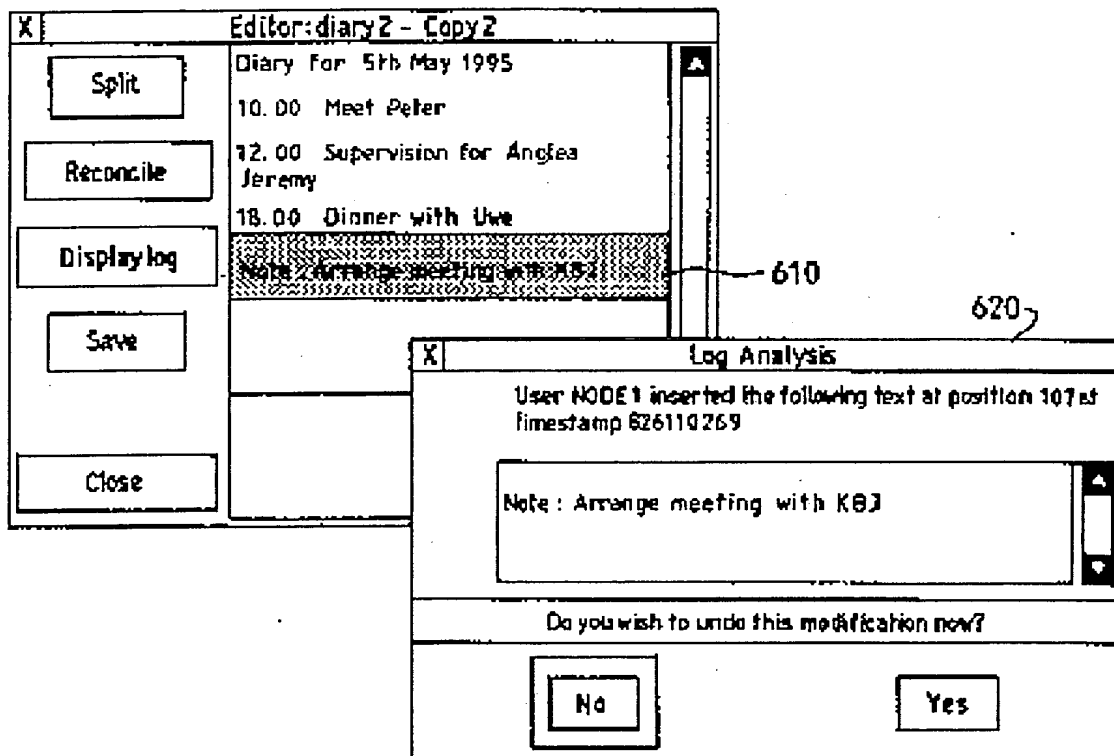 X Editor:diary2 - Copy2
Split
Reconcile
Display log
Save
Close
Diary For 5th May 1995
10.00 Meet Peter
12.00 Supervision for Anglea
Jeremy
18.00 Dinner with Uwe
Note : Arrange meeting with KBJ
610
620
X Log Analysis
User NODE1 inserted the following text at position 107 at
Timestamp 826110269
Note : Arrange meeting with KBJ
Do you wish to undo this modification now?
No
Yes